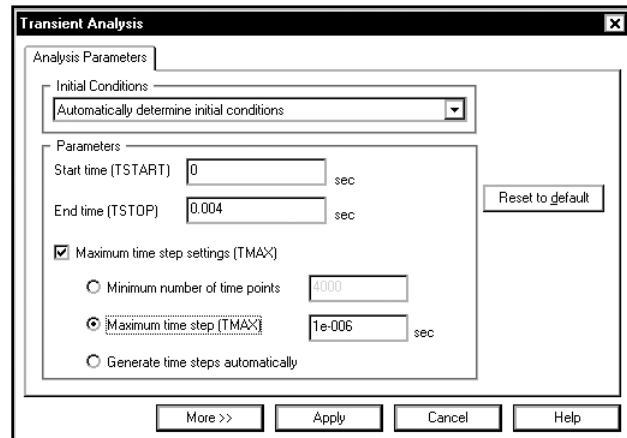 Transient Analysis
Analysis Parameters
Initial Conditions
Automatically determine initial conditions
Parameters
Start time (TSTART) 0 sec
End time (TSTOP) 0.004 sec
Reset to default
Maximum time step settings (TMAX)
Minimum number of time points 4000
Maximum time step (TMAX) 1e-006 sec
Generate time steps automatically
More >> Apply Cancel Help